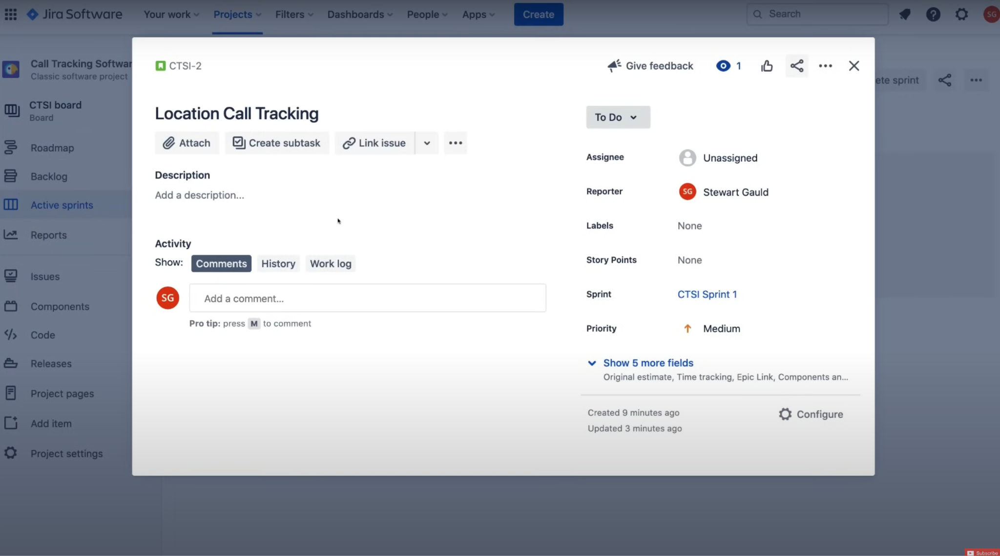 Jira Software
Your work
Projects
Filters
Dashboards
People
Apps
Create
Search
SG
Call Tracking Softwar
Classic software project
CTSI board
Board
Roadmap
Backlog
Active sprints
Reports
Issues
Components
Code
Releases
Project pages
Add item
Project settings
ete sprint
CTSI-2
Give feedback
1
Location Call Tracking
Attach
Create subtask
Link issue
Description
Add a description...
Activity
Show:
Comments
History
Work log
SG
Add a comment...
Pro tip: press M to comment
To Do
Assignee
Unassigned
Reporter
SG
Stewart Gauld
Labels
None
Story Points
None
Sprint
CTSI Sprint 1
Priority
Medium
Show 5 more fields
Original estimate, Time tracking, Epic Link, Components an...
Created 9 minutes ago
Updated 3 minutes ago
Configure
Subscribe